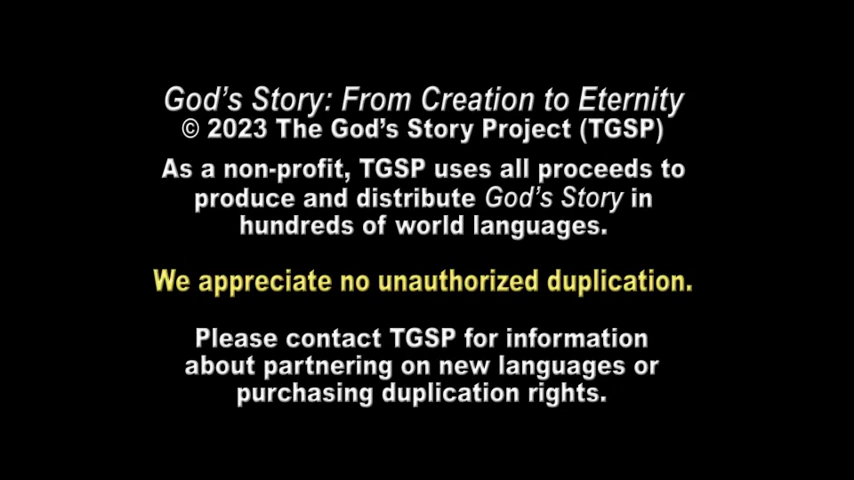 God's Story: From Creation to Eternity
© 2023 The God's Story Project (TGSP)
As a non-profit, TGSP uses all proceeds to
produce and distribute God's Story in
hundreds of world languages.
We appreciate no unauthorized duplication.
Please contact TGSP for information
about partnering on new languages or
purchasing duplication rights.